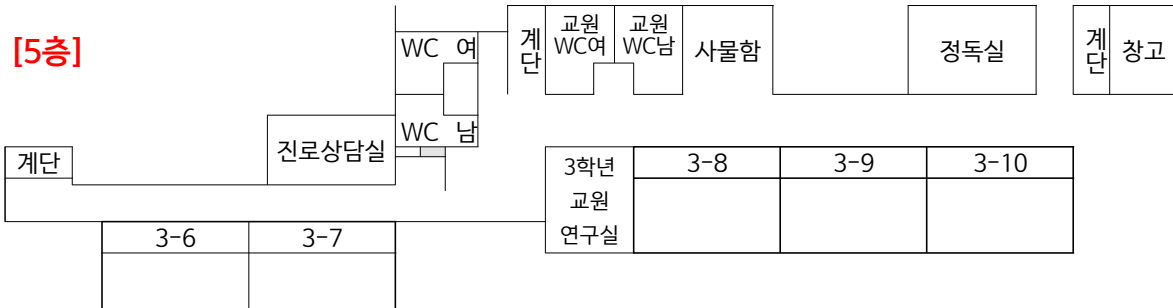 [5층]
WC 여
계단
교원
WC여
교원
WC남
사물함
정독실
계단
창고
WC 남
진로상담실
계단
3학년
교원
연구실
3-8
3-9
3-10
3-6
3-7